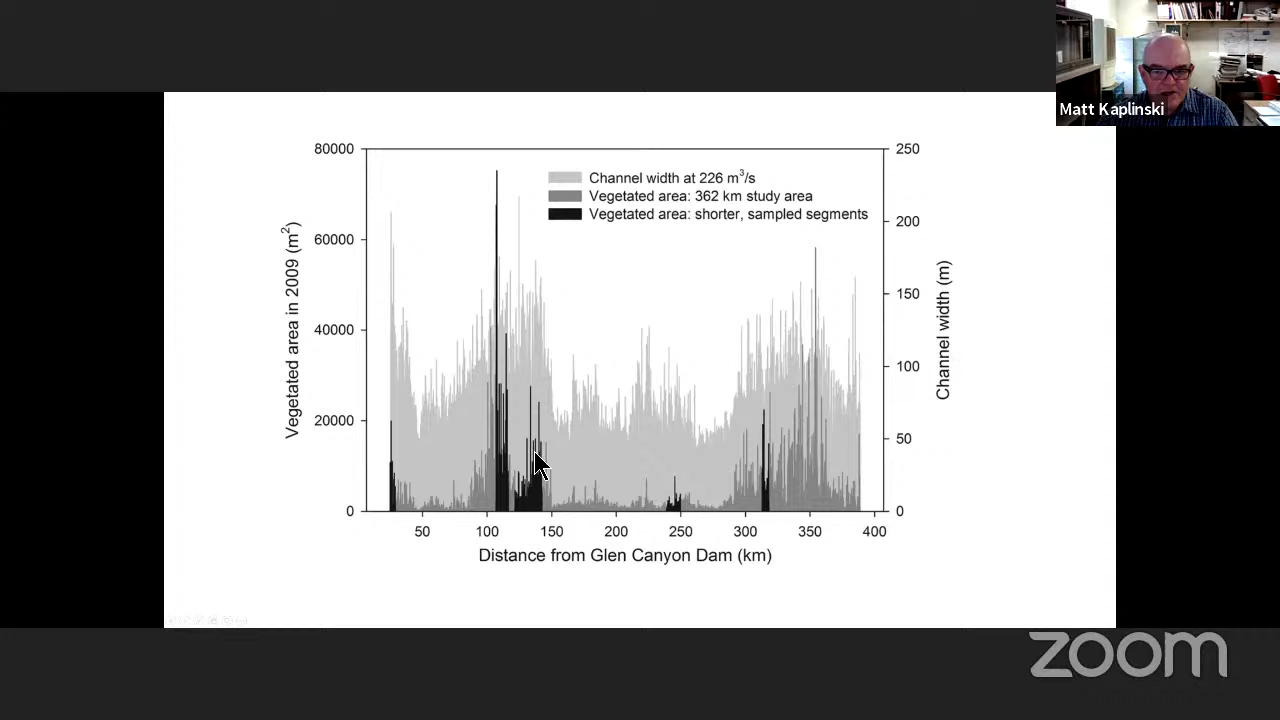 Matt Kaplinski
80000
60000
40000
20000
0
Vegetated area in 2009 (m²)
Channel width at 226 m³/s
Vegetated area: 362 km study area
Vegetated area: shorter, sampled segments
250
200
150
100
50
0
Channel width (m)
50 100 150 200 250 300 350 400
Distance from Glen Canyon Dam (km)
zoom